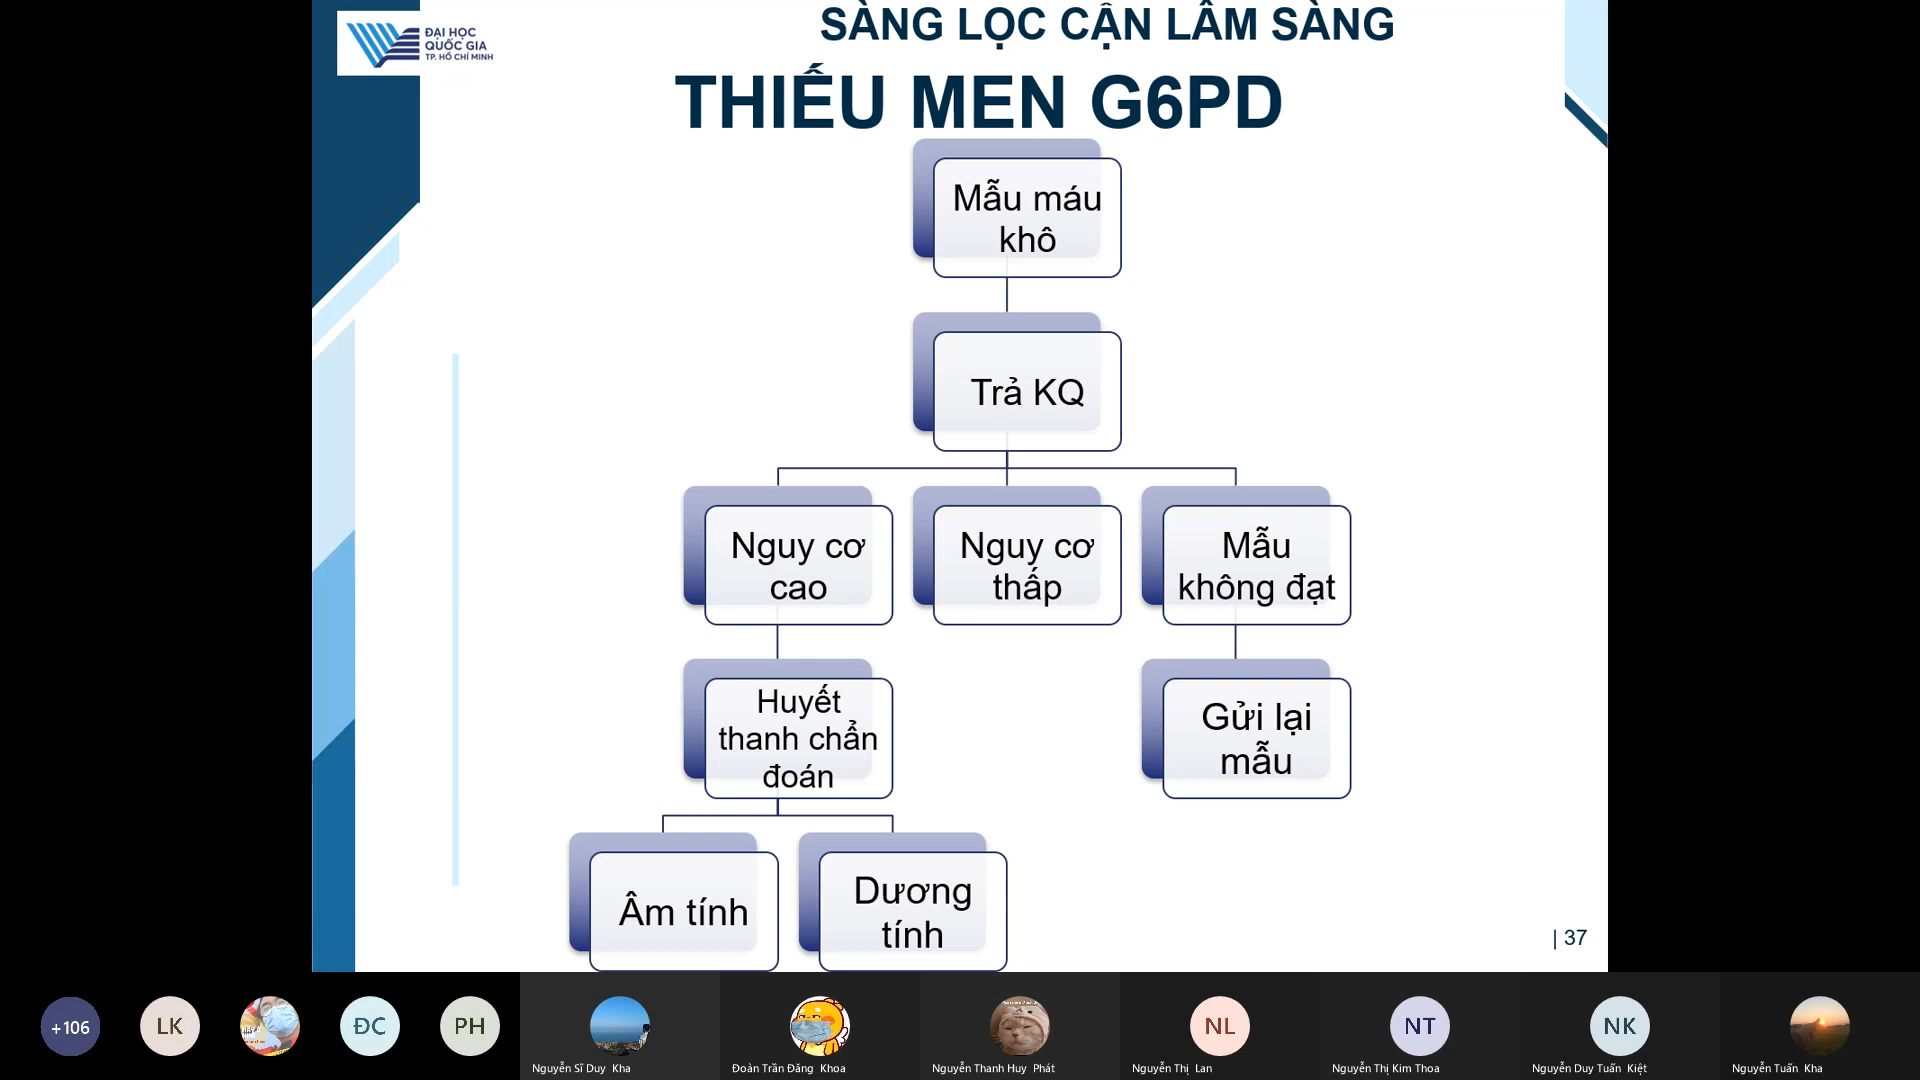 ĐẠI HỌC
QUỐC GIA
TP. HỒ CHÍ MINH
SÀNG LỌC CẬN LÂM SÀNG
THIẾU MEN G6PD
Mẫu máu
khô
Trả KQ
Nguy cơ
cao
Nguy cơ
thấp
Mẫu
không đạt
Huyết
thanh chẩn
đoán
Gửi lại
mẫu
Âm tính
Dương
tính
| 37
+106
LK
ĐC
PH
NL
NT
NK
Nguyễn Sĩ Duy Kha
Đoàn Trần Đăng Khoa
Nguyễn Thanh Huy Phát
Nguyễn Thị Lan
Nguyễn Thị Kim Thoa
Nguyễn Duy Tuấn Kiệt
Nguyễn Tuấn Kha